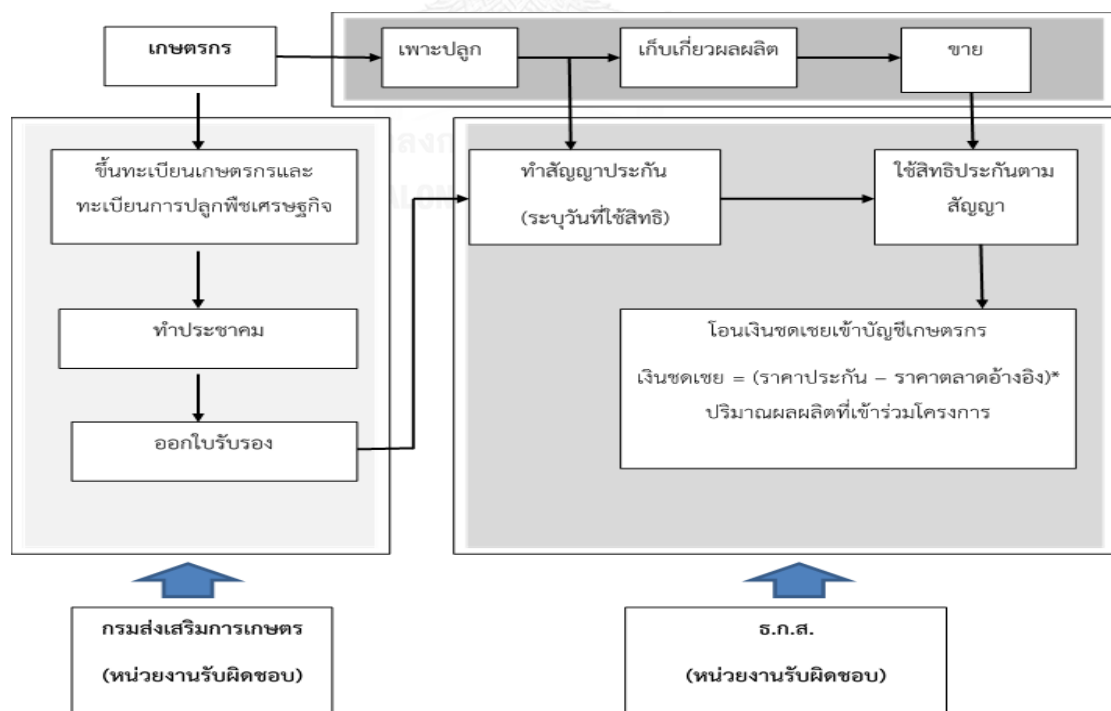 เกษตรกร
เพาะปลูก
เก็บเกี่ยวผลผลิต
ขาย
ขึ้นทะเบียนเกษตรกรและ
ทะเบียนการปลูกพืชเศรษฐกิจ
ทำประชาคม
ออกใบรับรอง
ทำสัญญาประกัน
(ระบุวันที่ใช้สิทธิ)
ใช้สิทธิประกันตาม
สัญญา
โอนเงินชดเชยเข้าบัญชีเกษตรกร
เงินชดเชย = (ราคาประกัน – ราคาตลาดอ้างอิง)*
ปริมาณผลผลิตที่เข้าร่วมโครงการ
กรมส่งเสริมการเกษตร
(หน่วยงานรับผิดชอบ)
ธ.ก.ส.
(หน่วยงานรับผิดชอบ)